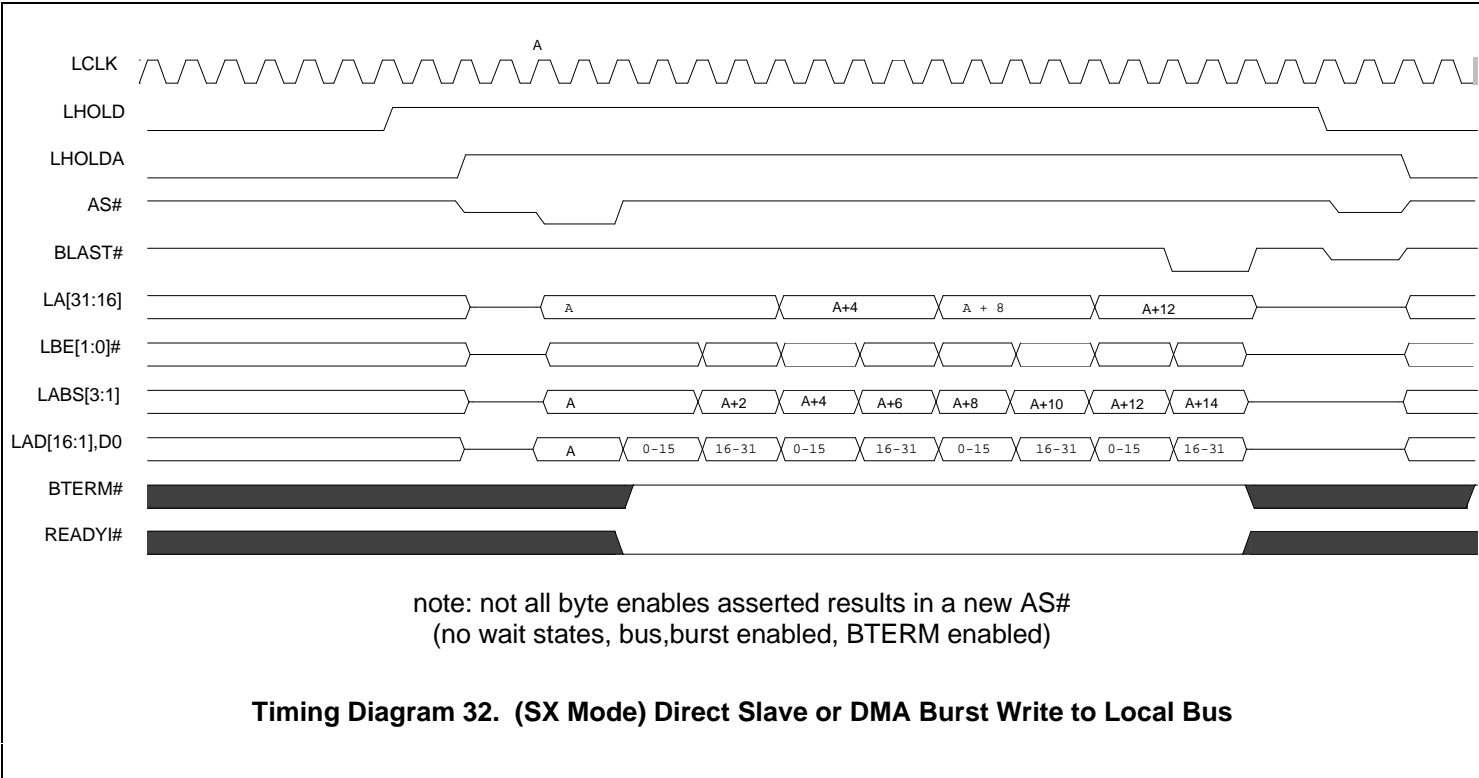 A
LCLK
LHOLD
LHOLDA
AS#
BLAST#
LA[31:16] A A+4 A + 8 A+12
LBE[1:0]#
LABS[3:1] A A+2 A+4 A+6 A+8 A+10 A+12 A+14
LAD[16:1],D0 A 0-15 16-31 0-15 16-31 0-15 16-31 0-15 16-31
BTERM#
READYI#
note: not all byte enables asserted results in a new AS#
(no wait states, bus,burst enabled, BTERM enabled)
Timing Diagram 32. (SX Mode) Direct Slave or DMA Burst Write to Local Bus